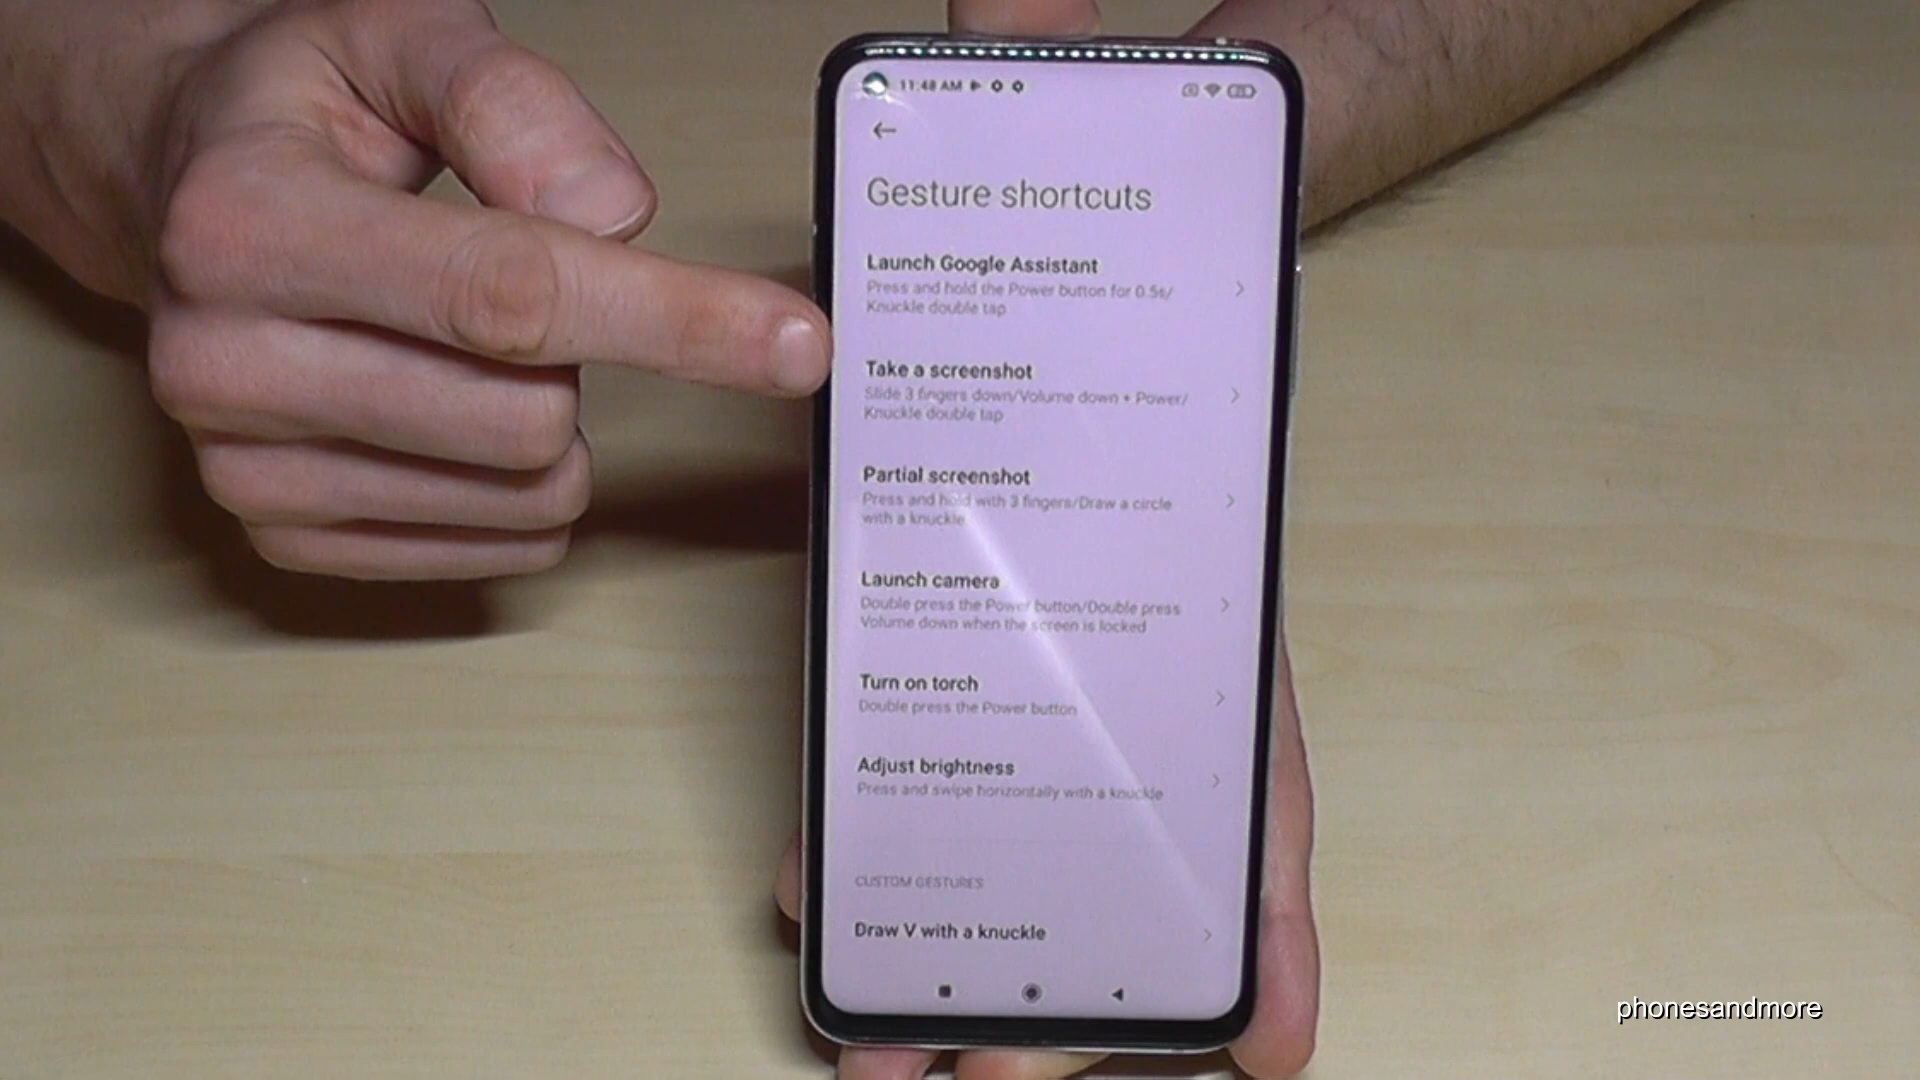 11:48 AM
Gesture shortcuts
Launch Google Assistant
Press and hold the Power button for 0.5s/
Knuckle double tap
Take a screenshot
Slide 3 fingers down/Volume down + Power/
Knuckle double tap
Partial screenshot
Press and hold with 3 fingers/Draw a circle
with a knuckle
Launch camera
Double press the Power button/Double press
Volume down when the screen is locked
Turn on torch
Double press the Power button
Adjust brightness
Press and swipe horizontally with a knuckle
CUSTOM GESTURES
Draw V with a knuckle
phonesandmore